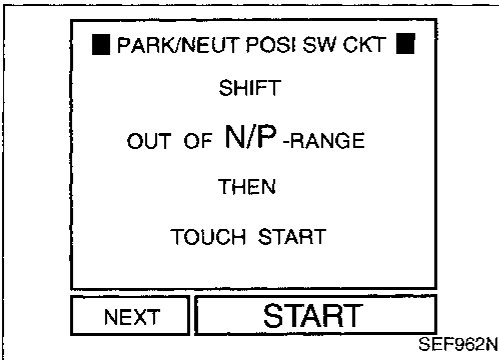 ■ PARK/NEUT POSI SW CKT ■
SHIFT
OUT OF N/P -RANGE
THEN
TOUCH START
NEXT START
SEF962N